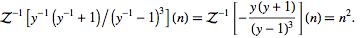 𝒵⁻¹[y⁻¹(y⁻¹+1)/(y⁻¹−1)³](n) = 𝒵⁻¹[−y(y+1)/(y−1)³](n) = n².